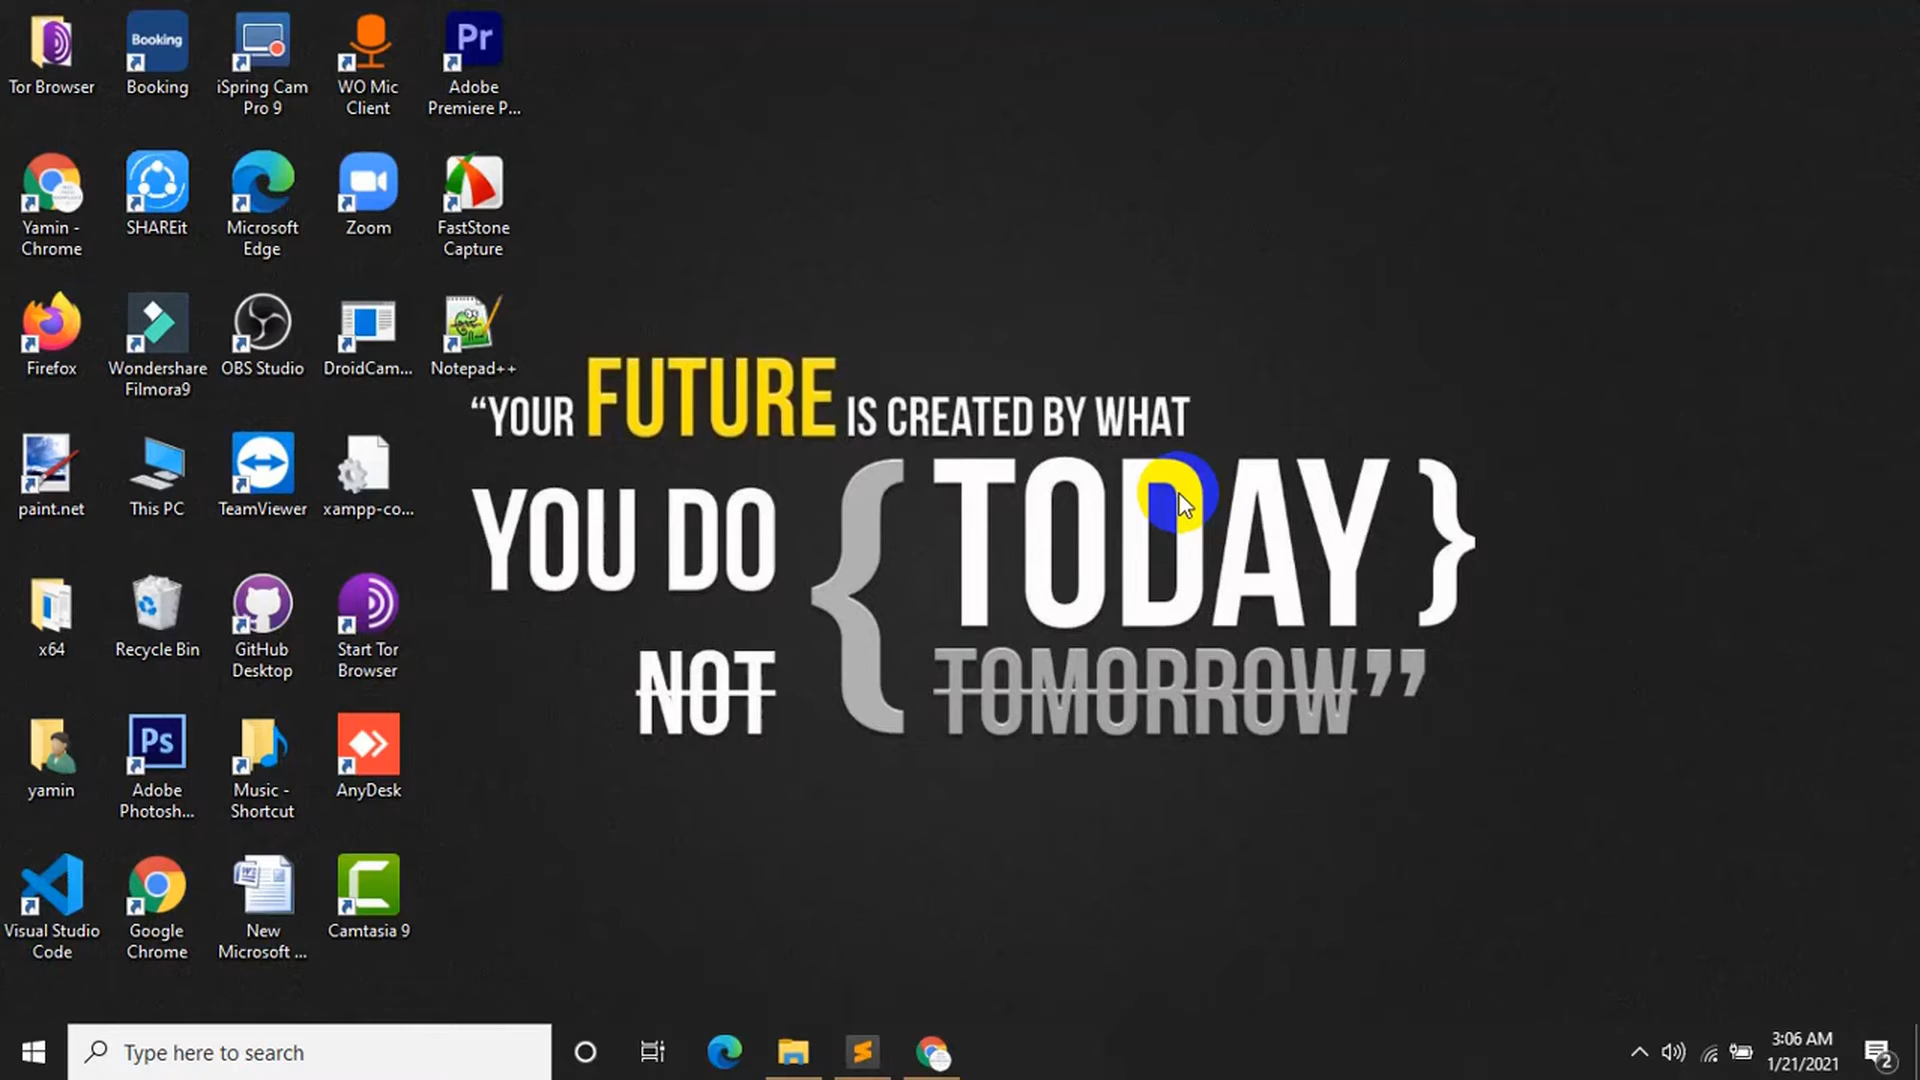 Tor Browser
Booking
Booking
iSpring Cam
Pro 9
WO Mic
Client
Pr
Adobe
Premiere P...
Yamin -
Chrome
SHAREit
Microsoft
Edge
Zoom
FastStone
Capture
Firefox
Wondershare
Filmora9
OBS Studio
DroidCam...
Notepad++
paint.net
This PC
TeamViewer
xampp-co...
x64
Recycle Bin
GitHub
Desktop
Start Tor
Browser
yamin
Ps
Adobe
Photosh...
Music -
Shortcut
AnyDesk
Visual Studio
Code
Google
Chrome
New
Microsoft ...
Camtasia 9
“YOUR FUTURE IS CREATED BY WHAT
YOU DO { TODAY }
NOT TOMORROW”
Type here to search
3:06 AM
1/21/2021
2